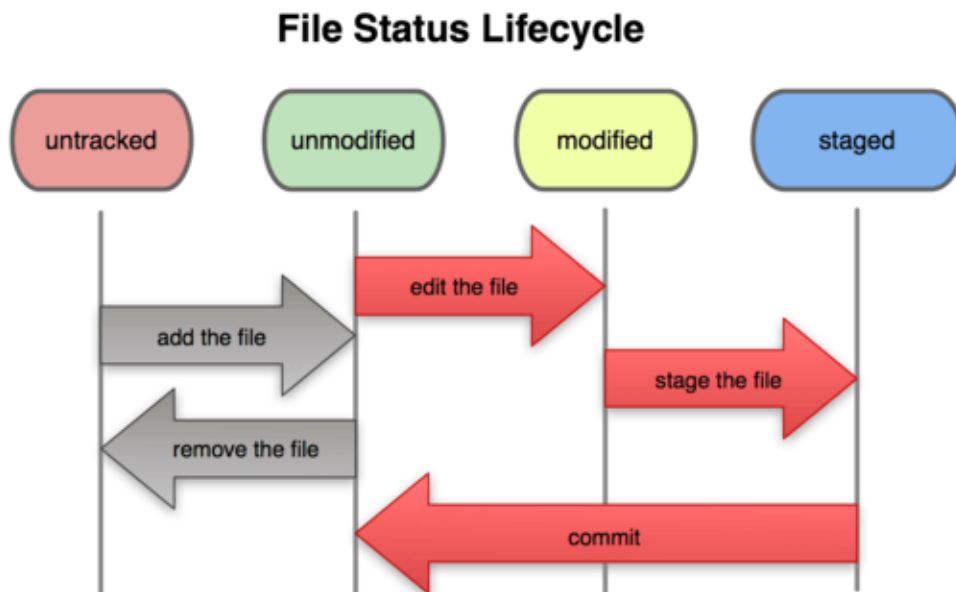 File Status Lifecycle
untracked
unmodified
modified
staged
edit the file
add the file
stage the file
remove the file
commit